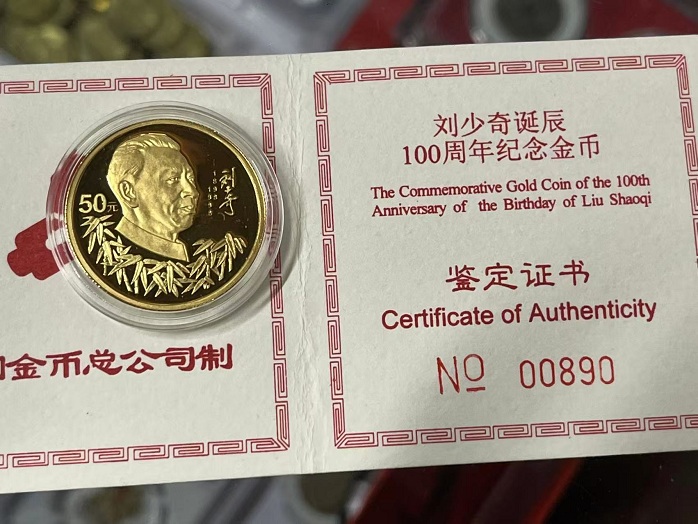 50元
刘少奇
1898
1998
金币总公司制
刘少奇诞辰
100周年纪念金币
The Commemorative Gold Coin of the 100th
Anniversary of the Birthday of Liu Shaoqi
鉴定证书
Certificate of Authenticity
NO 00890